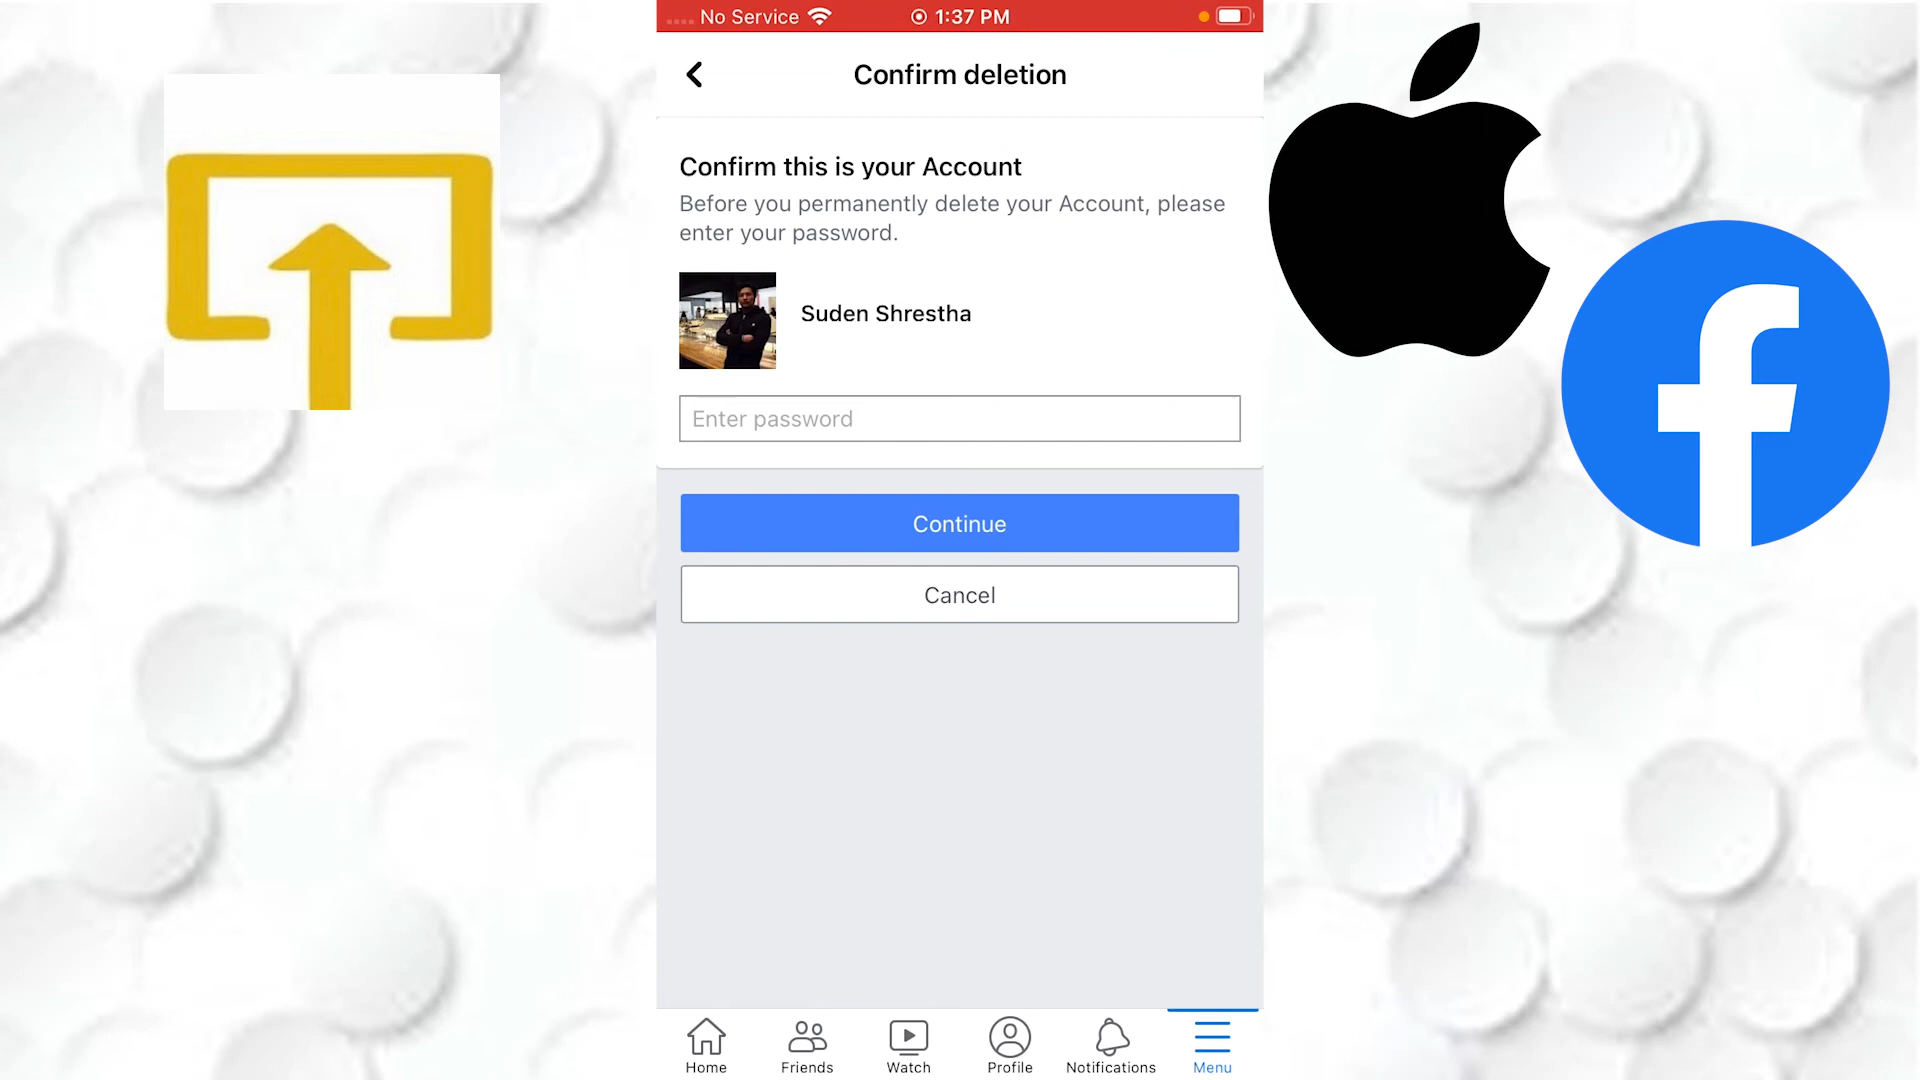 No Service 1:37 PM
Confirm deletion
Confirm this is your Account
Before you permanently delete your Account, please
enter your password.
Suden Shrestha
Enter password
Continue
Cancel
Home Friends Watch Profile Notifications Menu